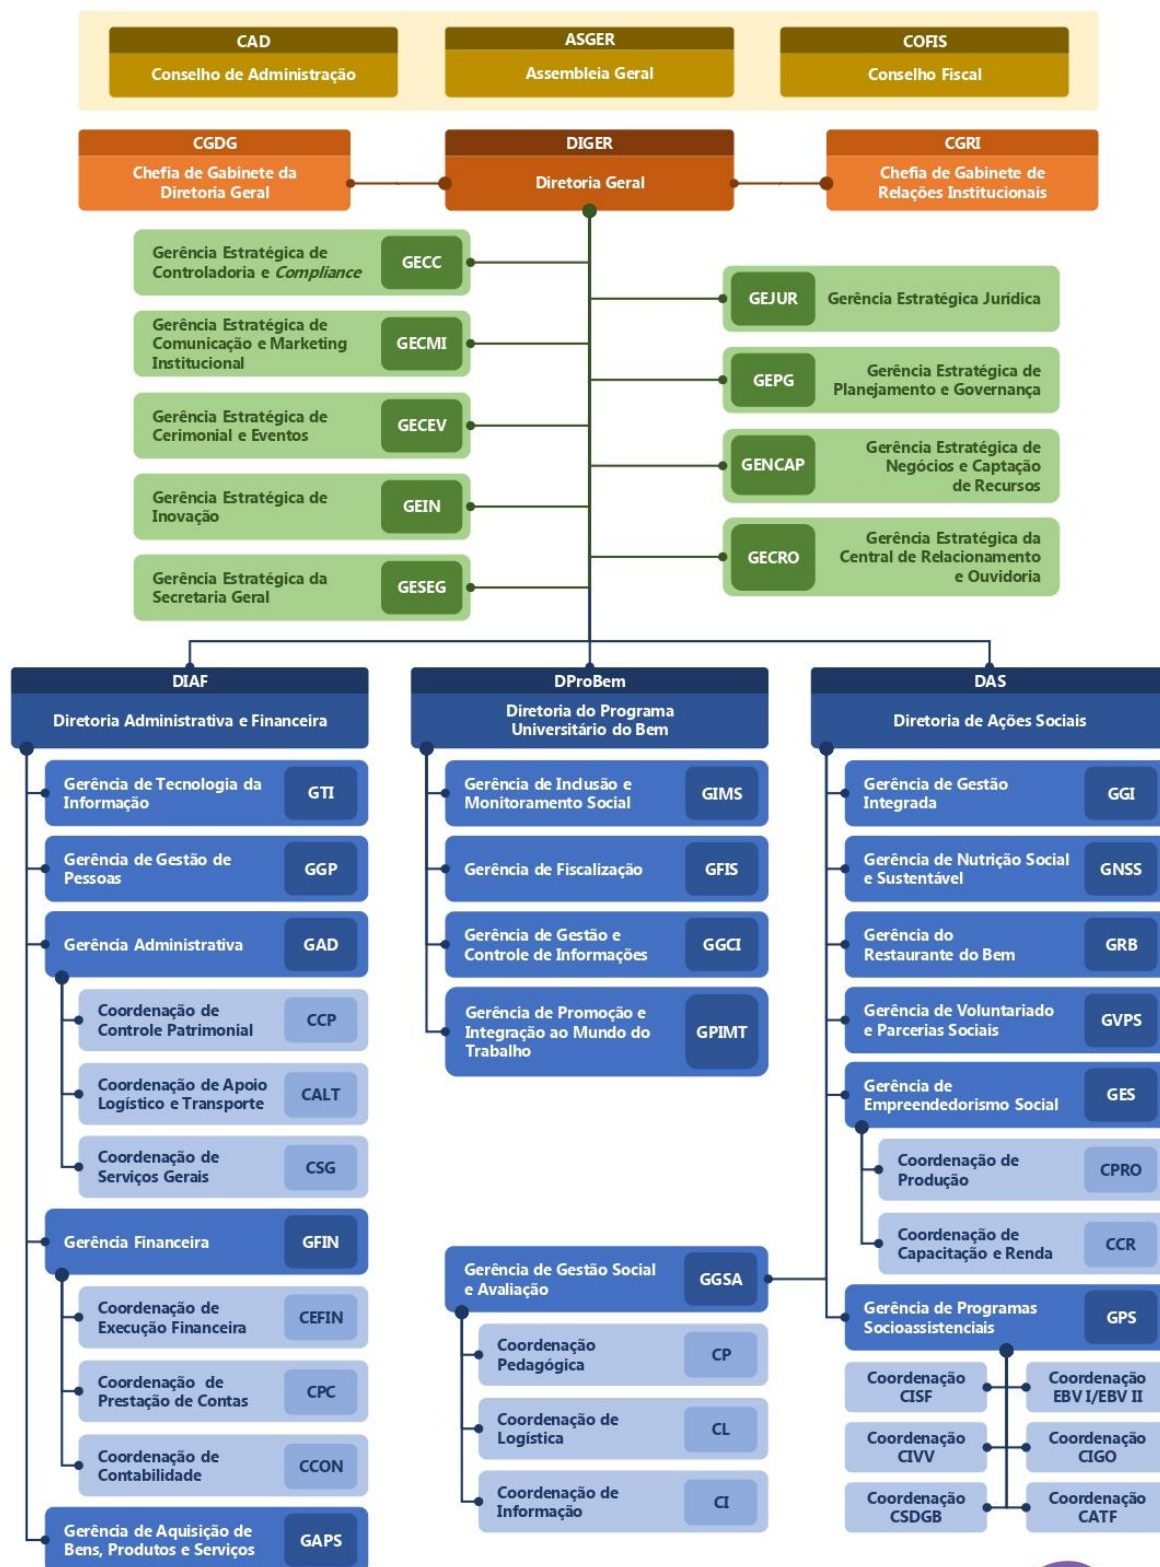 CAD
Conselho de Administração
ASGER
Assembleia Geral
COFIS
Conselho Fiscal
CGDG
Chefia de Gabinete da
Diretoria Geral
DIGER
Diretoria Geral
CGRI
Chefia de Gabinete de
Relações Institucionais
Gerência Estratégica de
Controladoria e Compliance
GECC
Gerência Estratégica de
Comunicação e Marketing
Institucional
GECMI
Gerência Estratégica de
Cerimonial e Eventos
GECEV
Gerência Estratégica de
Inovação
GEIN
Gerência Estratégica da
Secretaria Geral
GESEG
GEJUR
Gerência Estratégica Jurídica
GEPG
Gerência Estratégica de
Planejamento e Governança
GENCAP
Gerência Estratégica de
Negócios e Captação
de Recursos
GECRO
Gerência Estratégica da
Central de Relacionamento
e Ouvidoria
DIAF
Diretoria Administrativa e Financeira
Gerência de Tecnologia da
Informação
GTI
Gerência de Gestão de
Pessoas
GGP
Gerência Administrativa
GAD
Coordenação de
Controle Patrimonial
CCP
Coordenação de Apoio
Logístico e Transporte
CALT
Coordenação de
Serviços Gerais
CSG
Gerência Financeira
GFIN
Coordenação de
Execução Financeira
CEFIN
Coordenação de
Prestação de Contas
CPC
Coordenação de
Contabilidade
CCON
Gerência de Aquisição de
Bens, Produtos e Serviços
GAPS
DProBem
Diretoria do Programa
Universitário do Bem
Gerência de Inclusão e
Monitoramento Social
GIMS
Gerência de Fiscalização
GFIS
Gerência de Gestão e
Controle de Informações
GGCI
Gerência de Promoção e
Integração ao Mundo do
Trabalho
GPIMT
DAS
Diretoria de Ações Sociais
Gerência de Gestão
Integrada
GGI
Gerência de Nutrição Social
e Sustentável
GNSS
Gerência do
Restaurante do Bem
GRB
Gerência de Voluntariado
e Parcerias Sociais
GVPS
Gerência de
Empreendedorismo Social
GES
Coordenação de
Produção
CPRO
Coordenação de
Capacitação e Renda
CCR
Gerência de Gestão Social
e Avaliação
GGSA
Coordenação
Pedagógica
CP
Coordenação de
Logística
CL
Coordenação de
Informação
CI
Gerência de Programas
Socioassistenciais
GPS
Coordenação
CISF
Coordenação
EBV I/EBV II
Coordenação
CIVV
Coordenação
CIGO
Coordenação
CSDGB
Coordenação
CATF